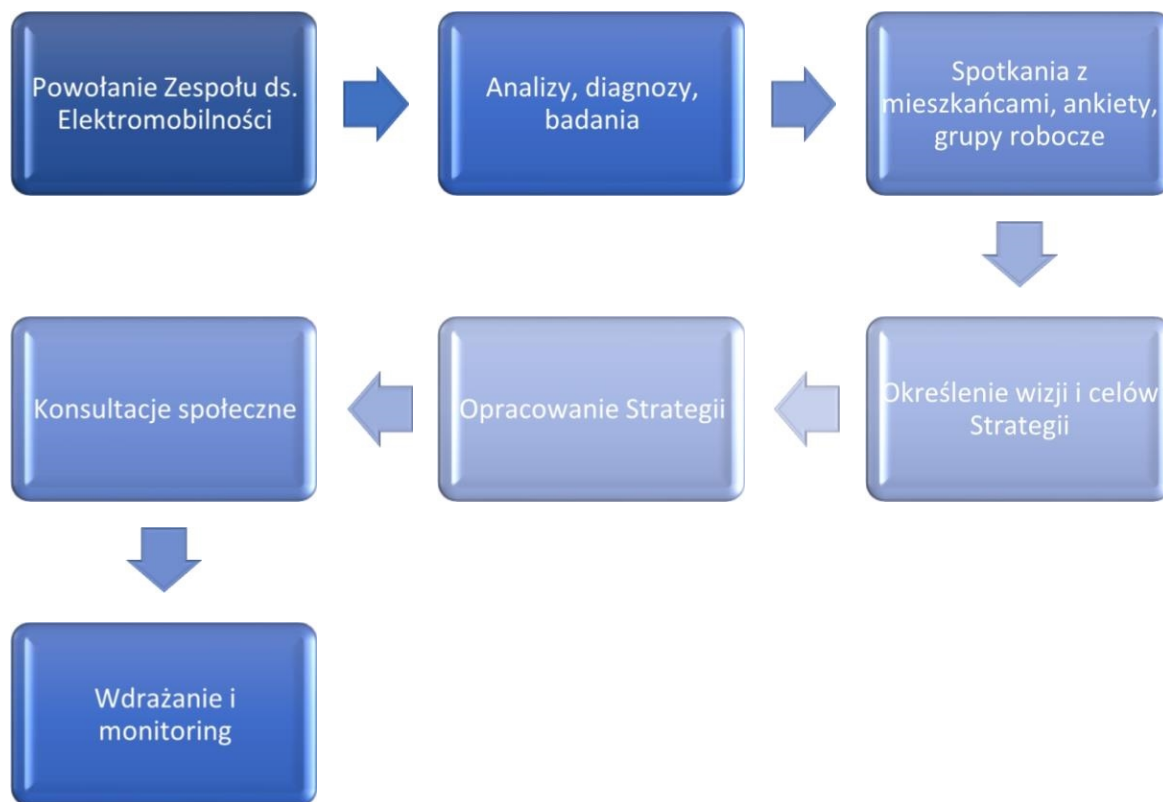 Powołanie Zespołu ds.
Elektromobilności
Analizy, diagnozy,
badania
Spotkania z
mieszkańcami, ankiety,
grupy robocze
Określenie wizji i celów
Strategii
Opracowanie Strategii
Konsultacje społeczne
Wdrażanie i
monitoring